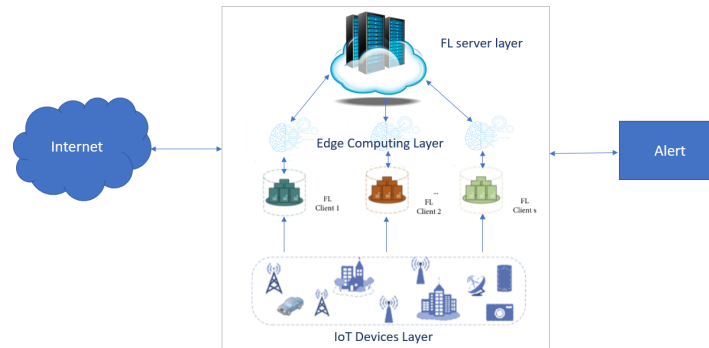 FL server layer
Internet
Edge Computing Layer
Alert
FL
Client 1
FL
Client 2
...
FL
Client s
IoT Devices Layer